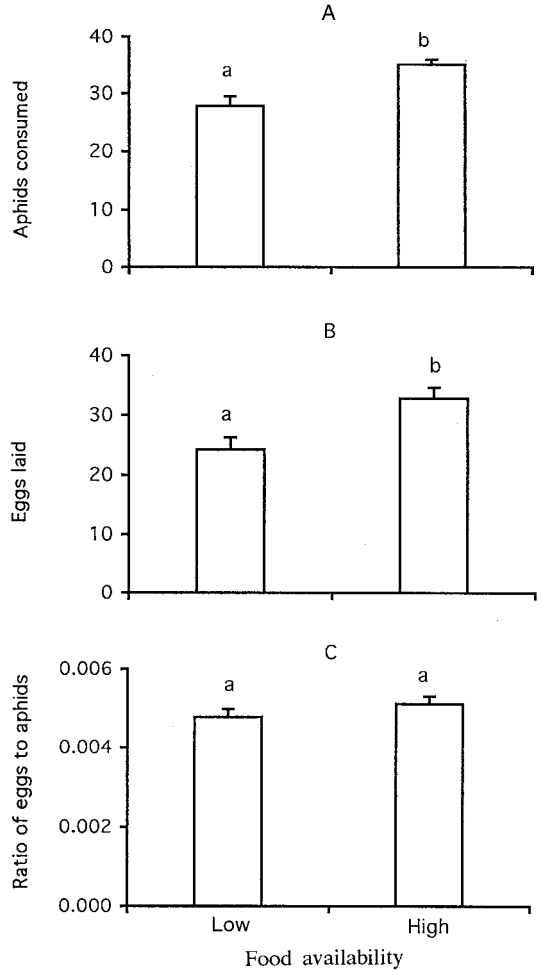 A
40
30
20
10
0
Aphids consumed
a
b
B
40
30
20
10
0
Eggs laid
a
b
C
0.006
0.004
0.002
0.000
Ratio of eggs to aphids
a
a
Low High
Food availability